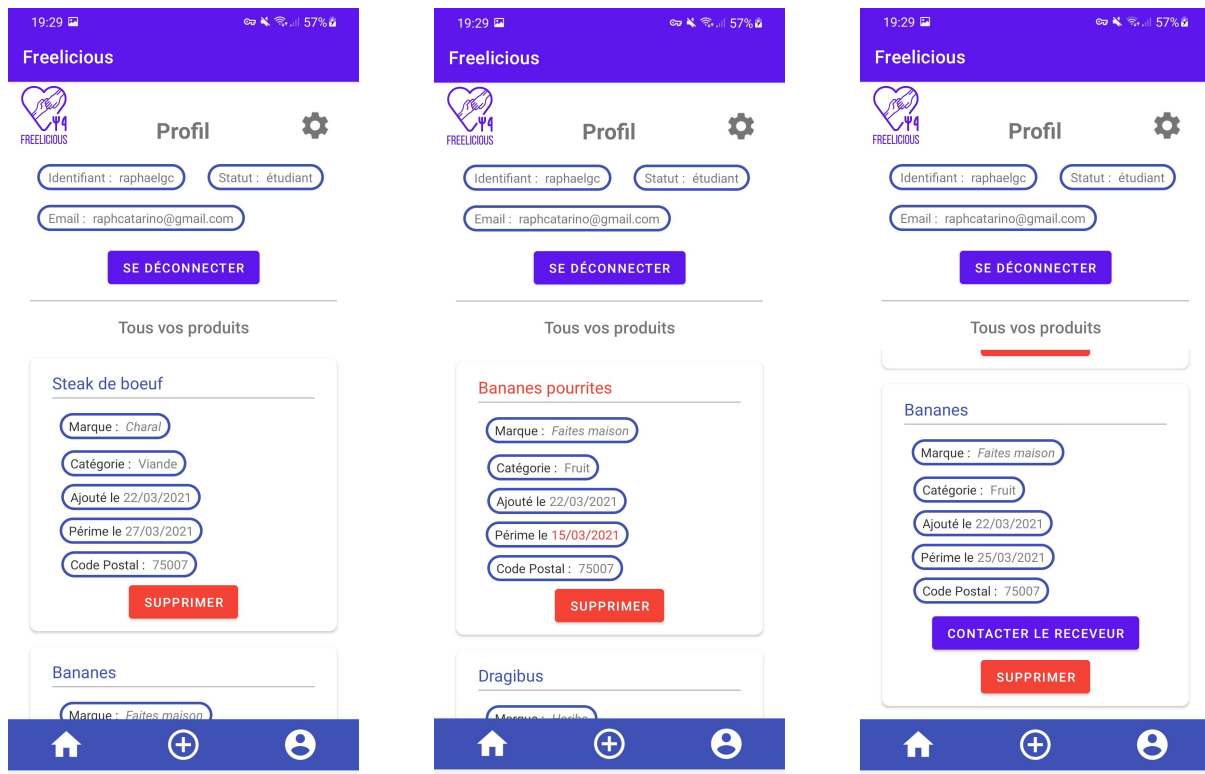 19:29 57%
Freelicious
FREELICIOUS
Profil
Identifiant : raphaelgc Statut : étudiant
Email : raphcatarino@gmail.com
SE DÉCONNECTER
Tous vos produits
Steak de boeuf
Marque : Charal
Catégorie : Viande
Ajouté le 22/03/2021
Périme le 27/03/2021
Code Postal : 75007
SUPPRIMER
Bananes
Marque : Faites maison
19:29 57%
Freelicious
FREELICIOUS
Profil
Identifiant : raphaelgc Statut : étudiant
Email : raphcatarino@gmail.com
SE DÉCONNECTER
Tous vos produits
Bananes pourrites
Marque : Faites maison
Catégorie : Fruit
Ajouté le 22/03/2021
Périme le 15/03/2021
Code Postal : 75007
SUPPRIMER
Dragibus
Marque : Haribo
19:29 57%
Freelicious
FREELICIOUS
Profil
Identifiant : raphaelgc Statut : étudiant
Email : raphcatarino@gmail.com
SE DÉCONNECTER
Tous vos produits
Bananes
Marque : Faites maison
Catégorie : Fruit
Ajouté le 22/03/2021
Périme le 25/03/2021
Code Postal : 75007
CONTACTER LE RECEVEUR
SUPPRIMER